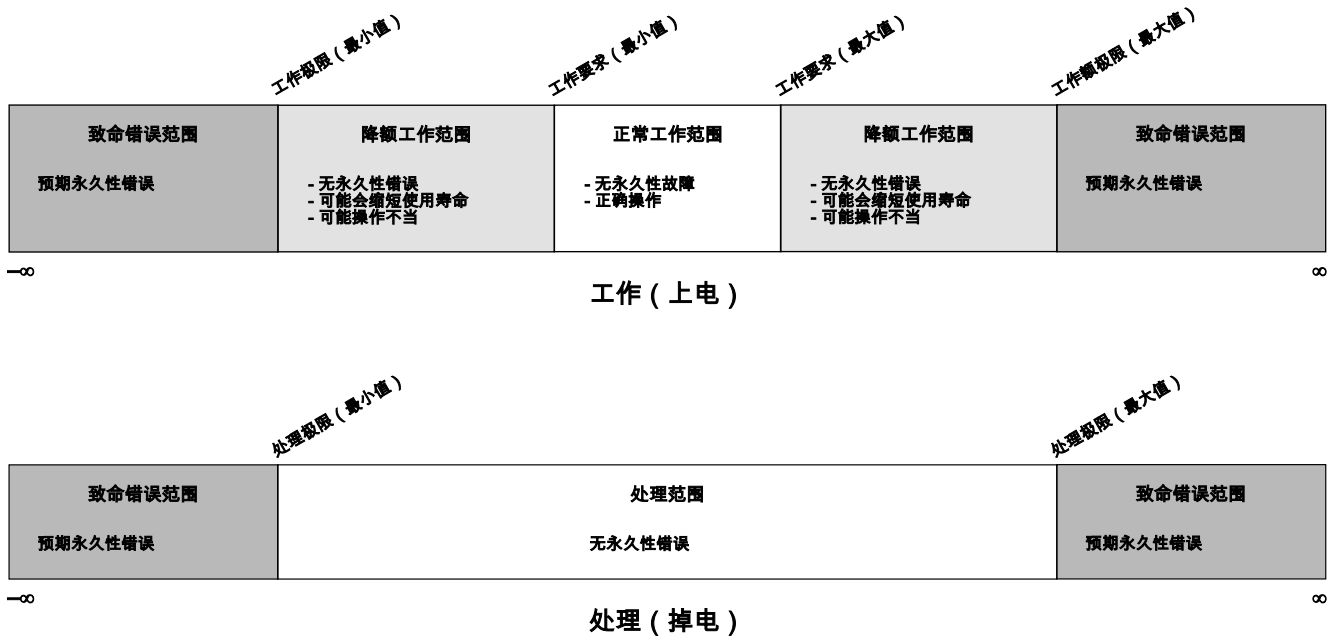 工作极限（最小值）
工作要求（最小值）
工作要求（最大值）
工作额极限（最大值）
致命错误范围
预期永久性错误
降额工作范围
- 无永久性错误
- 可能会缩短使用寿命
- 可能操作不当
正常工作范围
- 无永久性故障
- 正确操作
降额工作范围
- 无永久性错误
- 可能会缩短使用寿命
- 可能操作不当
致命错误范围
预期永久性错误
–∞
∞
工作（上电）
处理极限（最小值）
处理极限（最大值）
致命错误范围
预期永久性错误
处理范围
无永久性错误
致命错误范围
预期永久性错误
–∞
∞
处理（掉电）